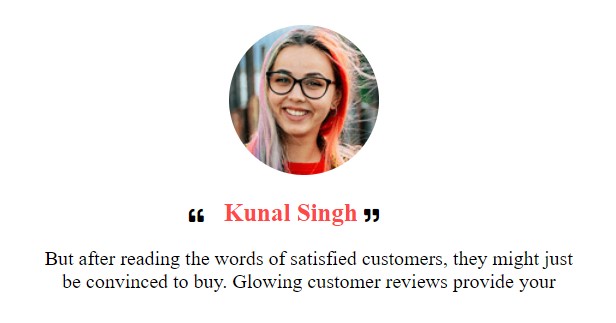 “ Kunal Singh ”
But after reading the words of satisfied customers, they might just
be convinced to buy. Glowing customer reviews provide your